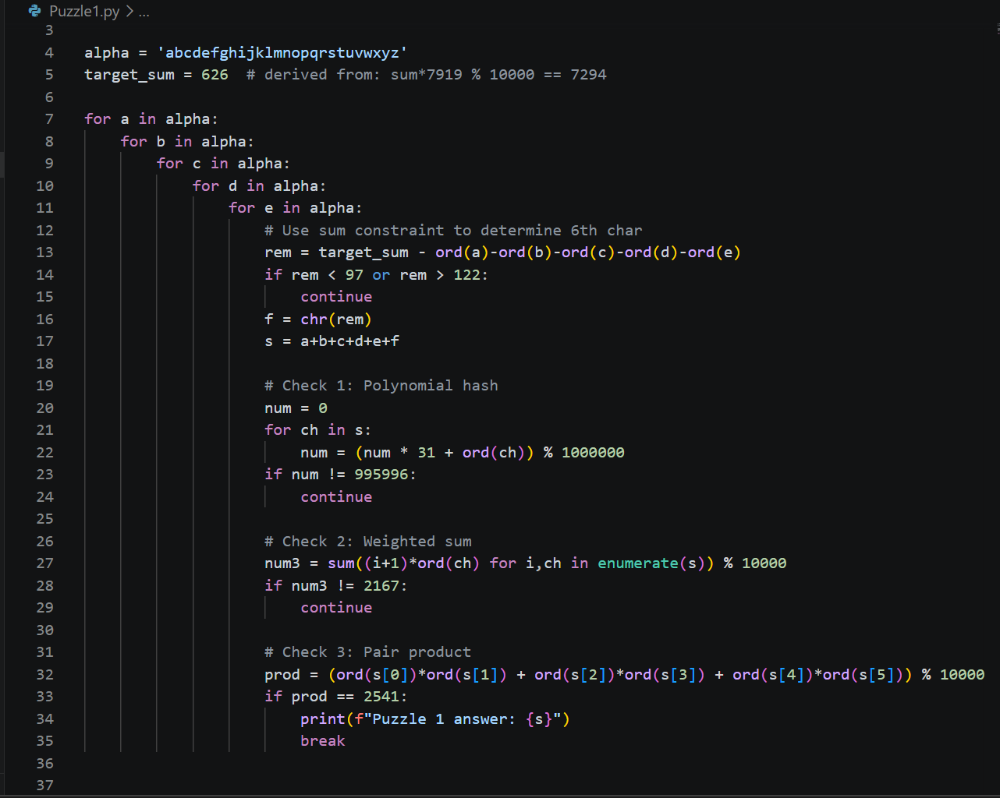 Puzzle1.py > ...
3
4 alpha = 'abcdefghijklmnopqrstuvwxyz'
5 target_sum = 626  # derived from: sum*7919 % 10000 == 7294
6
7 for a in alpha:
8     for b in alpha:
9         for c in alpha:
10             for d in alpha:
11                 for e in alpha:
12                     # Use sum constraint to determine 6th char
13                     rem = target_sum - ord(a)-ord(b)-ord(c)-ord(d)-ord(e)
14                     if rem < 97 or rem > 122:
15                         continue
16                     f = chr(rem)
17                     s = a+b+c+d+e+f
18
19                     # Check 1: Polynomial hash
20                     num = 0
21                     for ch in s:
22                         num = (num * 31 + ord(ch)) % 1000000
23                     if num != 995996:
24                         continue
25
26                     # Check 2: Weighted sum
27                     num3 = sum((i+1)*ord(ch) for i,ch in enumerate(s)) % 10000
28                     if num3 != 2167:
29                         continue
30
31                     # Check 3: Pair product
32                     prod = (ord(s[0])*ord(s[1]) + ord(s[2])*ord(s[3]) + ord(s[4])*ord(s[5])) % 10000
33                     if prod == 2541:
34                         print(f"Puzzle 1 answer: {s}")
35                         break
36
37